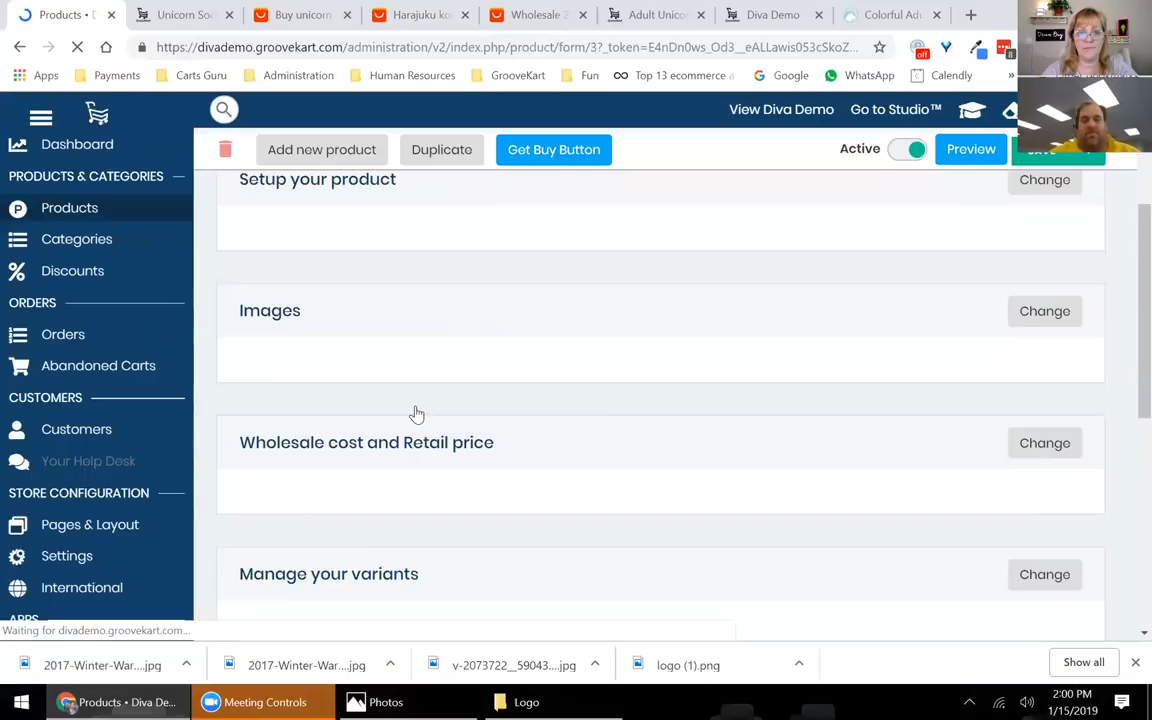 Products • D
Unicorn So
Buy unicorn
Harajuku ko
Wholesale 2
Adult Unico
Diva Demo
Colorful Ad
https://divademo.groovekart.com/administration/v2/index.php/product/form/3?_token=E4nDn0ws_Od3__eALLawis053cSkoZ...
off
8
Apps
Payments
Carts Guru
Administration
Human Resources
GrooveKart
Fun
Top 13 ecommerce
Google
WhatsApp
Calendly
»
View Diva Demo
Go to Studio™
Add new product
Duplicate
Get Buy Button
Active
Preview
Dashboard
PRODUCTS & CATEGORIES
Products
Categories
Discounts
ORDERS
Orders
Abandoned Carts
CUSTOMERS
Customers
Your Help Desk
STORE CONFIGURATION
Pages & Layout
Settings
International
APPS
Setup your product
Change
Images
Change
Wholesale cost and Retail price
Change
Manage your variants
Change
Waiting for divademo.groovekart.com...
2017-Winter-War....jpg
2017-Winter-War....jpg
v-2073722__59043....jpg
logo (1).png
Show all
Products • Diva De...
Meeting Controls
Photos
Logo
2:00 PM
1/15/2019